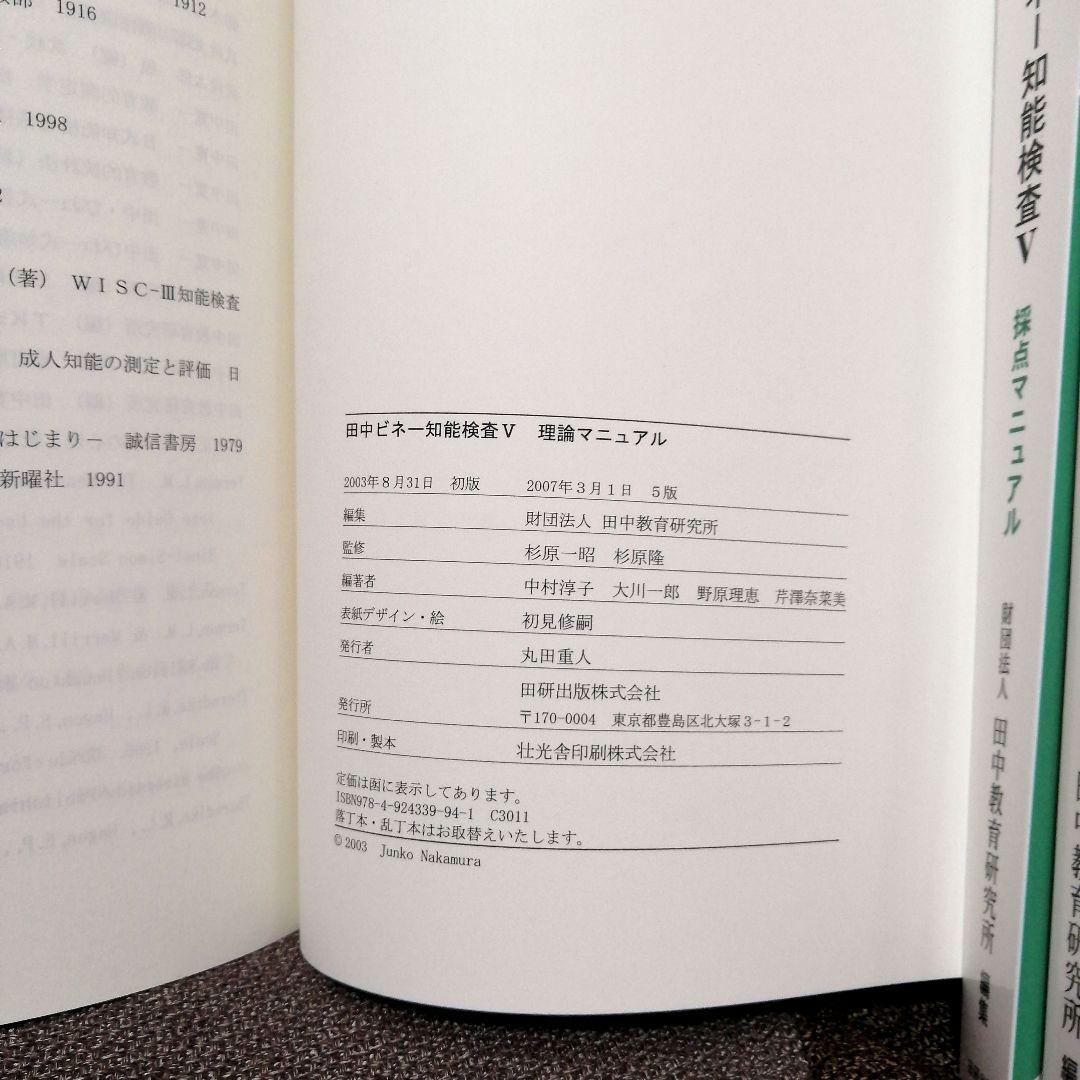 1912
1916
1998
(著) WISC-Ⅲ知能検査
成人知能の測定と評価 日
はじまり－ 誠信書房 1979
新曜社 1991
田中ビネー知能検査Ⅴ 理論マニュアル
2003年8月31日 初版 2007年3月1日 5版
編集 財団法人 田中教育研究所
監修 杉原一昭 杉原隆
編著者 中村淳子 大川一郎 野原理恵 芹澤奈菜美
表紙デザイン・絵 初見修嗣
発行者 丸田重人
発行所 田研出版株式会社
〒170-0004 東京都豊島区北大塚3-1-2
印刷・製本 壮光舎印刷株式会社
定価は函に表示してあります。
ISBN978-4-924339-94-1 C3011
落丁本・乱丁本はお取替えいたします。
©2003 Junko Nakamura
ネー知能検査Ⅴ 採点マニュアル 財団法人 田中教育研究所 編集
田中教育研究所 編